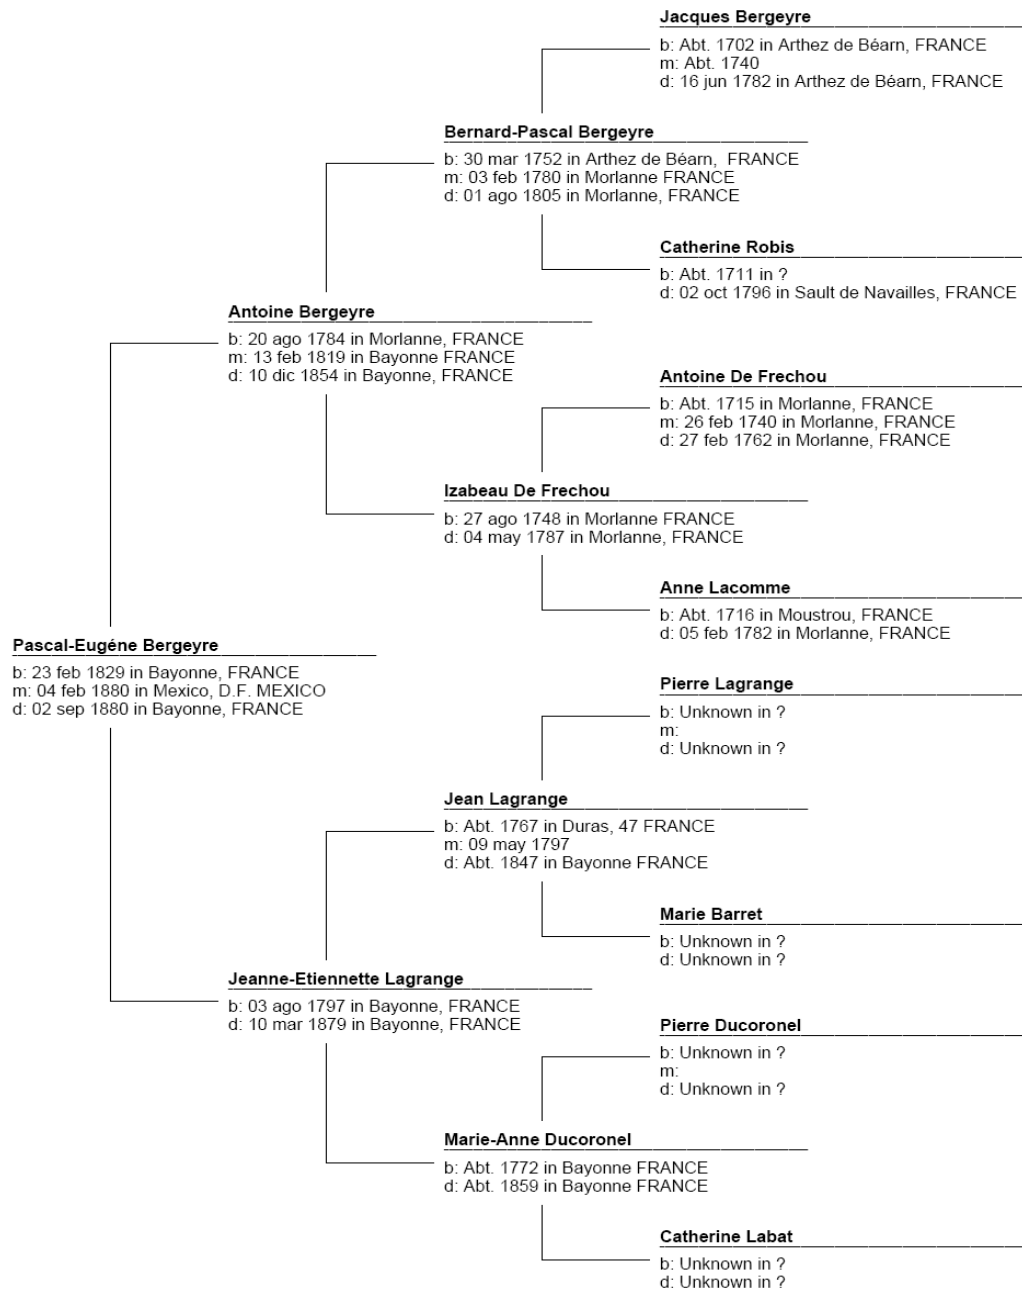 Jacques Bergeyre
b: Abt. 1702 in Arthez de Béarn, FRANCE
m: Abt. 1740
d: 16 jun 1782 in Arthez de Béarn, FRANCE
Bernard-Pascal Bergeyre
b: 30 mar 1752 in Arthez de Béarn, FRANCE
m: 03 feb 1780 in Morlanne FRANCE
d: 01 ago 1805 in Morlanne, FRANCE
Catherine Robis
b: Abt. 1711 in ?
d: 02 oct 1796 in Sault de Navailles, FRANCE
Antoine Bergeyre
b: 20 ago 1784 in Morlanne, FRANCE
m: 13 feb 1819 in Bayonne FRANCE
d: 10 dic 1854 in Bayonne, FRANCE
Antoine De Frechou
b: Abt. 1715 in Morlanne, FRANCE
m: 26 feb 1740 in Morlanne, FRANCE
d: 27 feb 1762 in Morlanne, FRANCE
Izabeau De Frechou
b: 27 ago 1748 in Morlanne FRANCE
d: 04 may 1787 in Morlanne, FRANCE
Anne Lacomme
b: Abt. 1716 in Moustrou, FRANCE
d: 05 feb 1782 in Morlanne, FRANCE
Pascal-Eugéne Bergeyre
b: 23 feb 1829 in Bayonne, FRANCE
m: 04 feb 1880 in Mexico, D.F. MEXICO
d: 02 sep 1880 in Bayonne, FRANCE
Pierre Lagrange
b: Unknown in ?
m:
d: Unknown in ?
Jean Lagrange
b: Abt. 1767 in Duras, 47 FRANCE
m: 09 may 1797
d: Abt. 1847 in Bayonne FRANCE
Marie Barret
b: Unknown in ?
d: Unknown in ?
Jeanne-Etiennette Lagrange
b: 03 ago 1797 in Bayonne, FRANCE
d: 10 mar 1879 in Bayonne, FRANCE
Pierre Ducoronel
b: Unknown in ?
m:
d: Unknown in ?
Marie-Anne Ducoronel
b: Abt. 1772 in Bayonne FRANCE
d: Abt. 1859 in Bayonne FRANCE
Catherine Labat
b: Unknown in ?
d: Unknown in ?